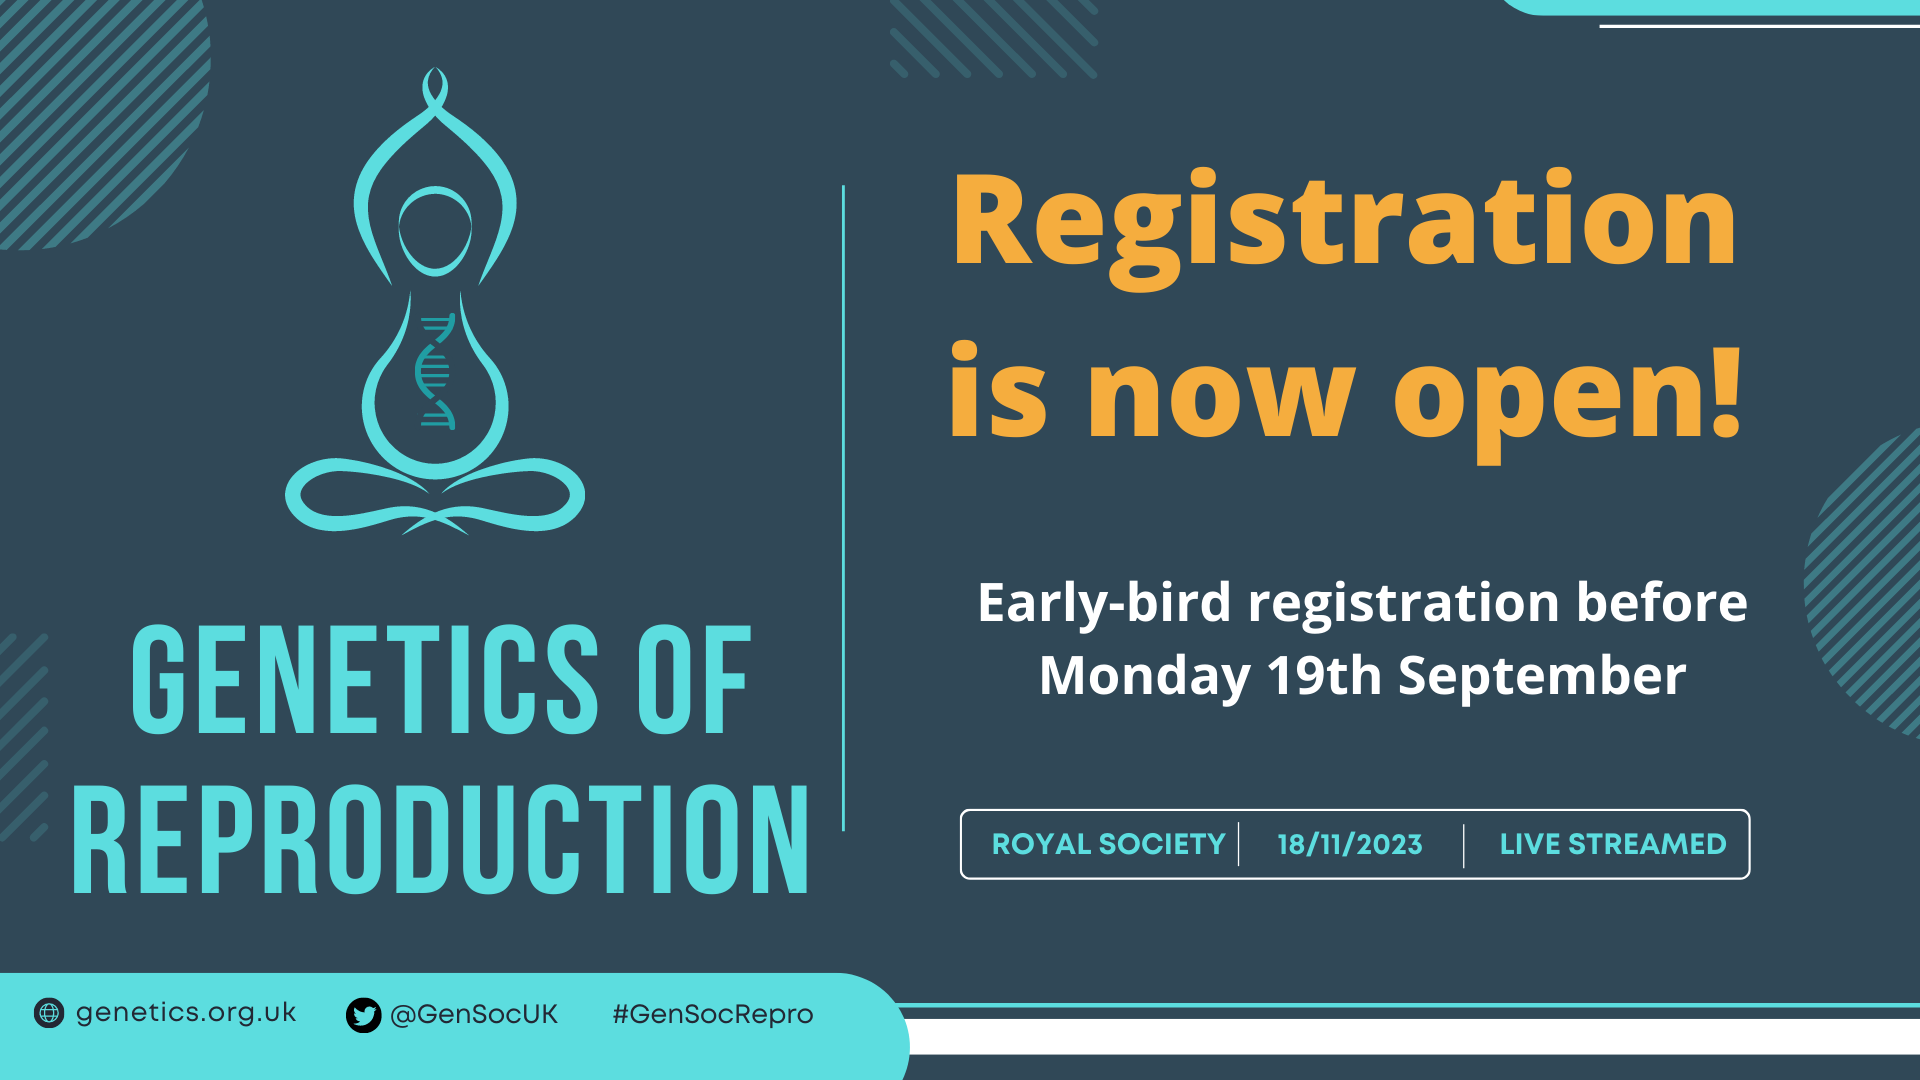 GENETICS OF
REPRODUCTION
Registration
is now open!
Early-bird registration before
Monday 19th September
ROYAL SOCIETY
18/11/2023
LIVE STREAMED
genetics.org.uk
@GenSocUK
#GenSocRepro